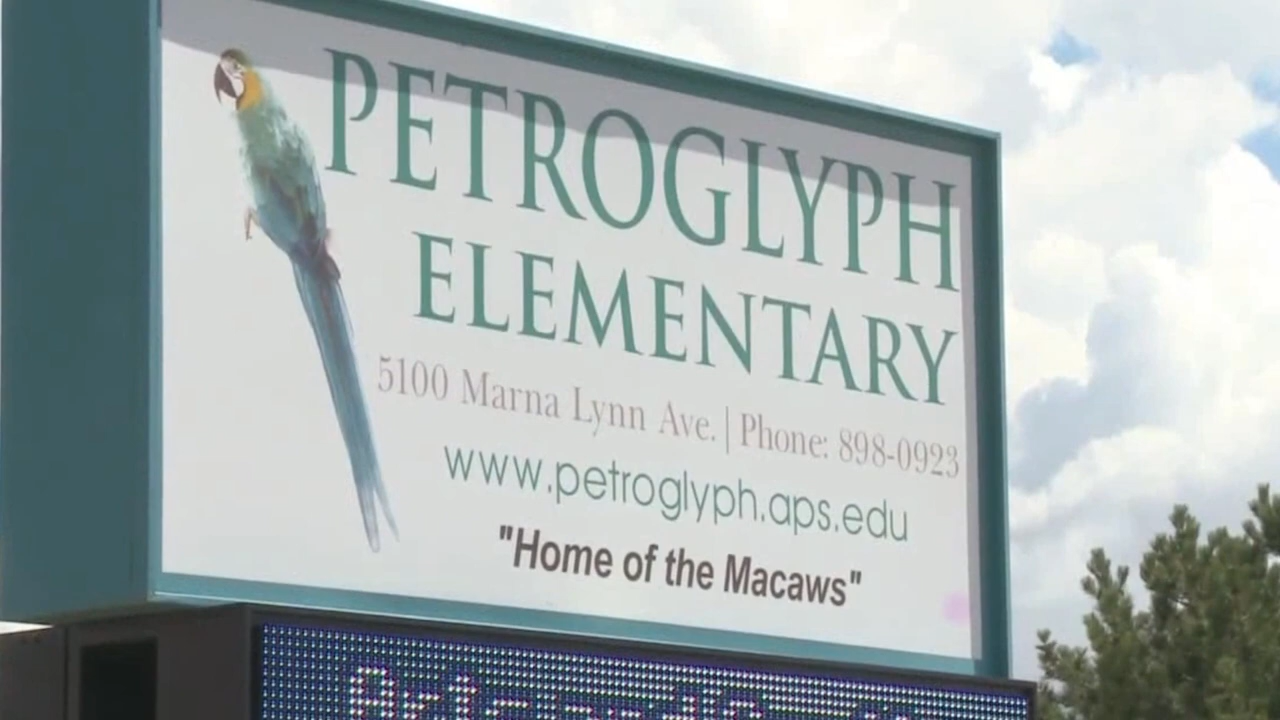 PETROGLYPH
ELEMENTARY
5100 Marna Lynn Ave. | Phone: 898-0923
www.petroglyph.aps.edu
"Home of the Macaws"